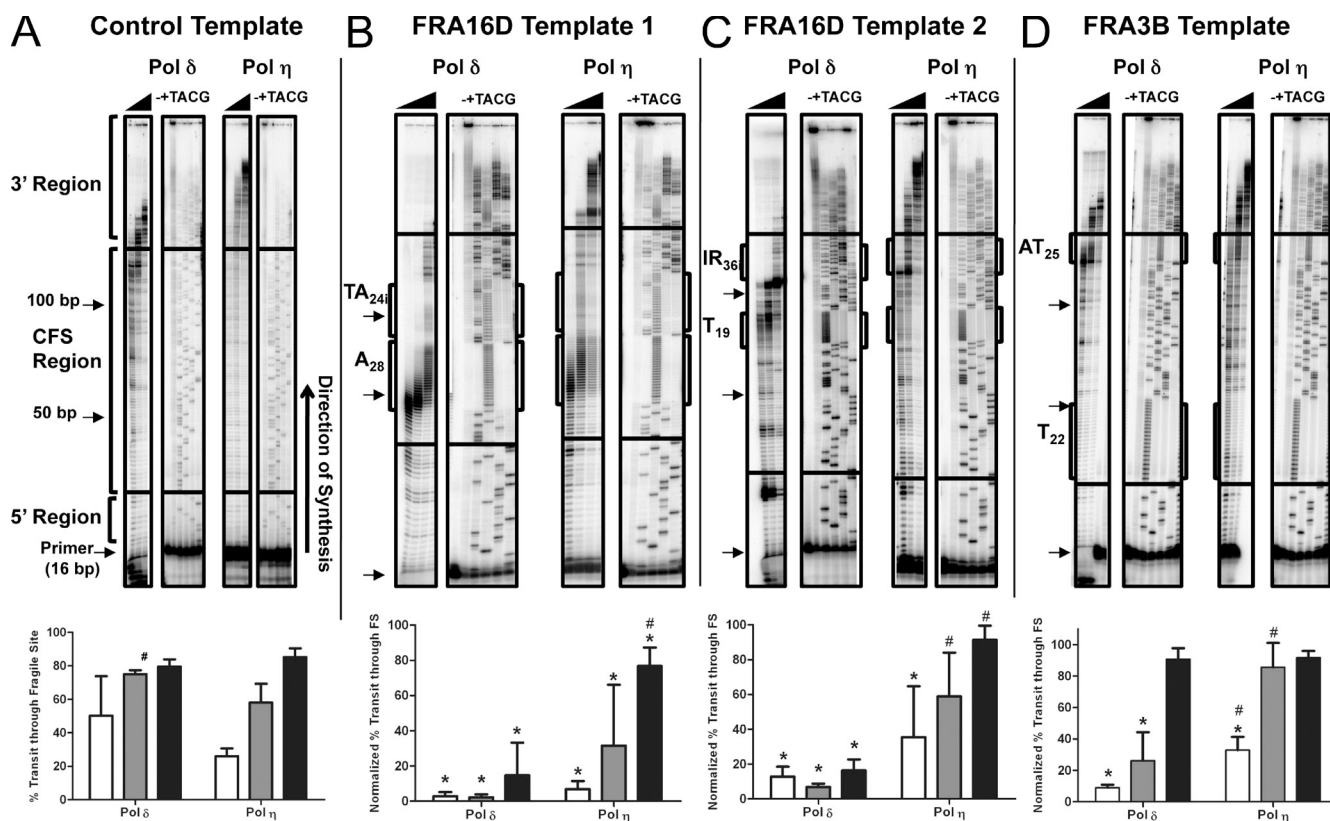 A Control Template
Pol δ
Pol η
-+TACG
-+TACG
3' Region
100 bp
CFS
Region
50 bp
5' Region
Primer
(16 bp)
Direction of Synthesis
B FRA16D Template 1
Pol δ
Pol η
-+TACG
-+TACG
TA24i
A28
C FRA16D Template 2
Pol δ
Pol η
-+TACG
-+TACG
IR36i
T19
D FRA3B Template
Pol δ
Pol η
-+TACG
-+TACG
AT25
T22
% Transit through Fragile Site
100
80
60
40
20
0
#
Pol δ
Pol η
Normalized % Transit through FS
100
80
60
40
20
0
* * * * * * #
Pol δ
Pol η
Normalized % Transit through FS
100
80
60
40
20
0
* * * * # #
Pol δ
Pol η
Normalized % Transit through FS
100
80
60
40
20
0
* * * # #
Pol δ
Pol η